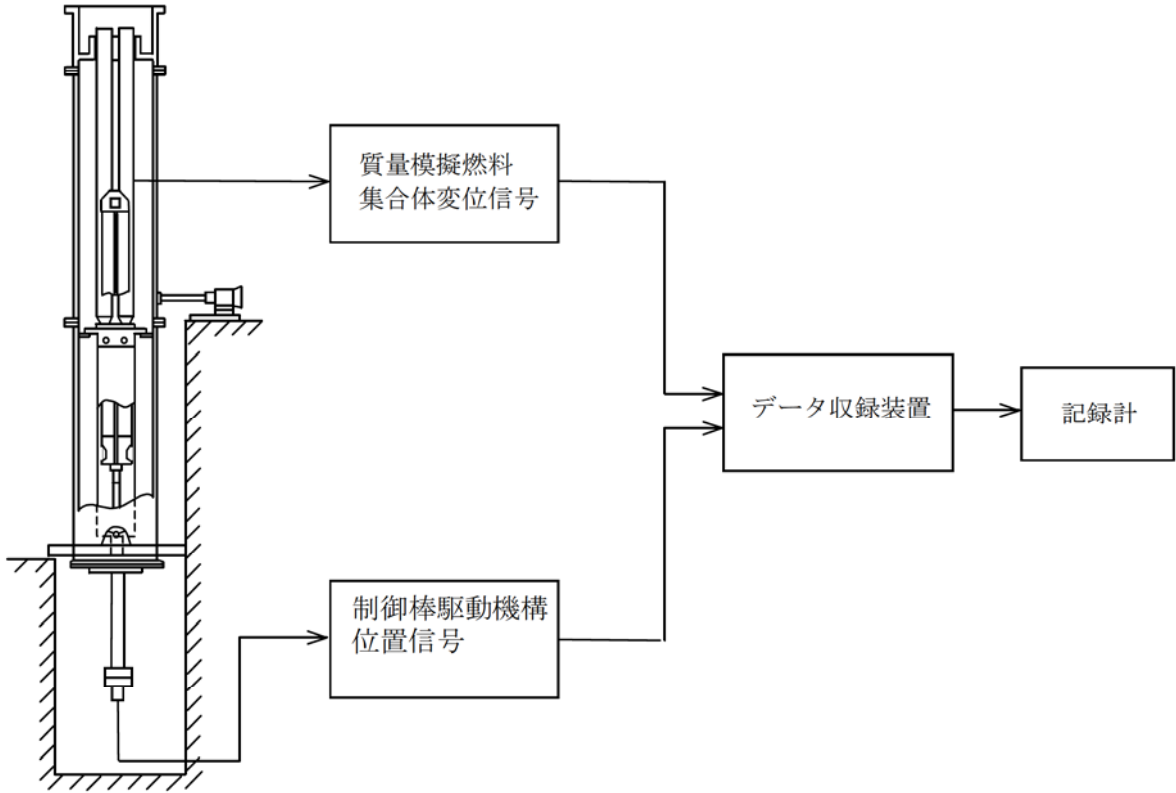 質量模擬燃料
集合体変位信号
データ収録装置
記録計
制御棒駆動機構
位置信号